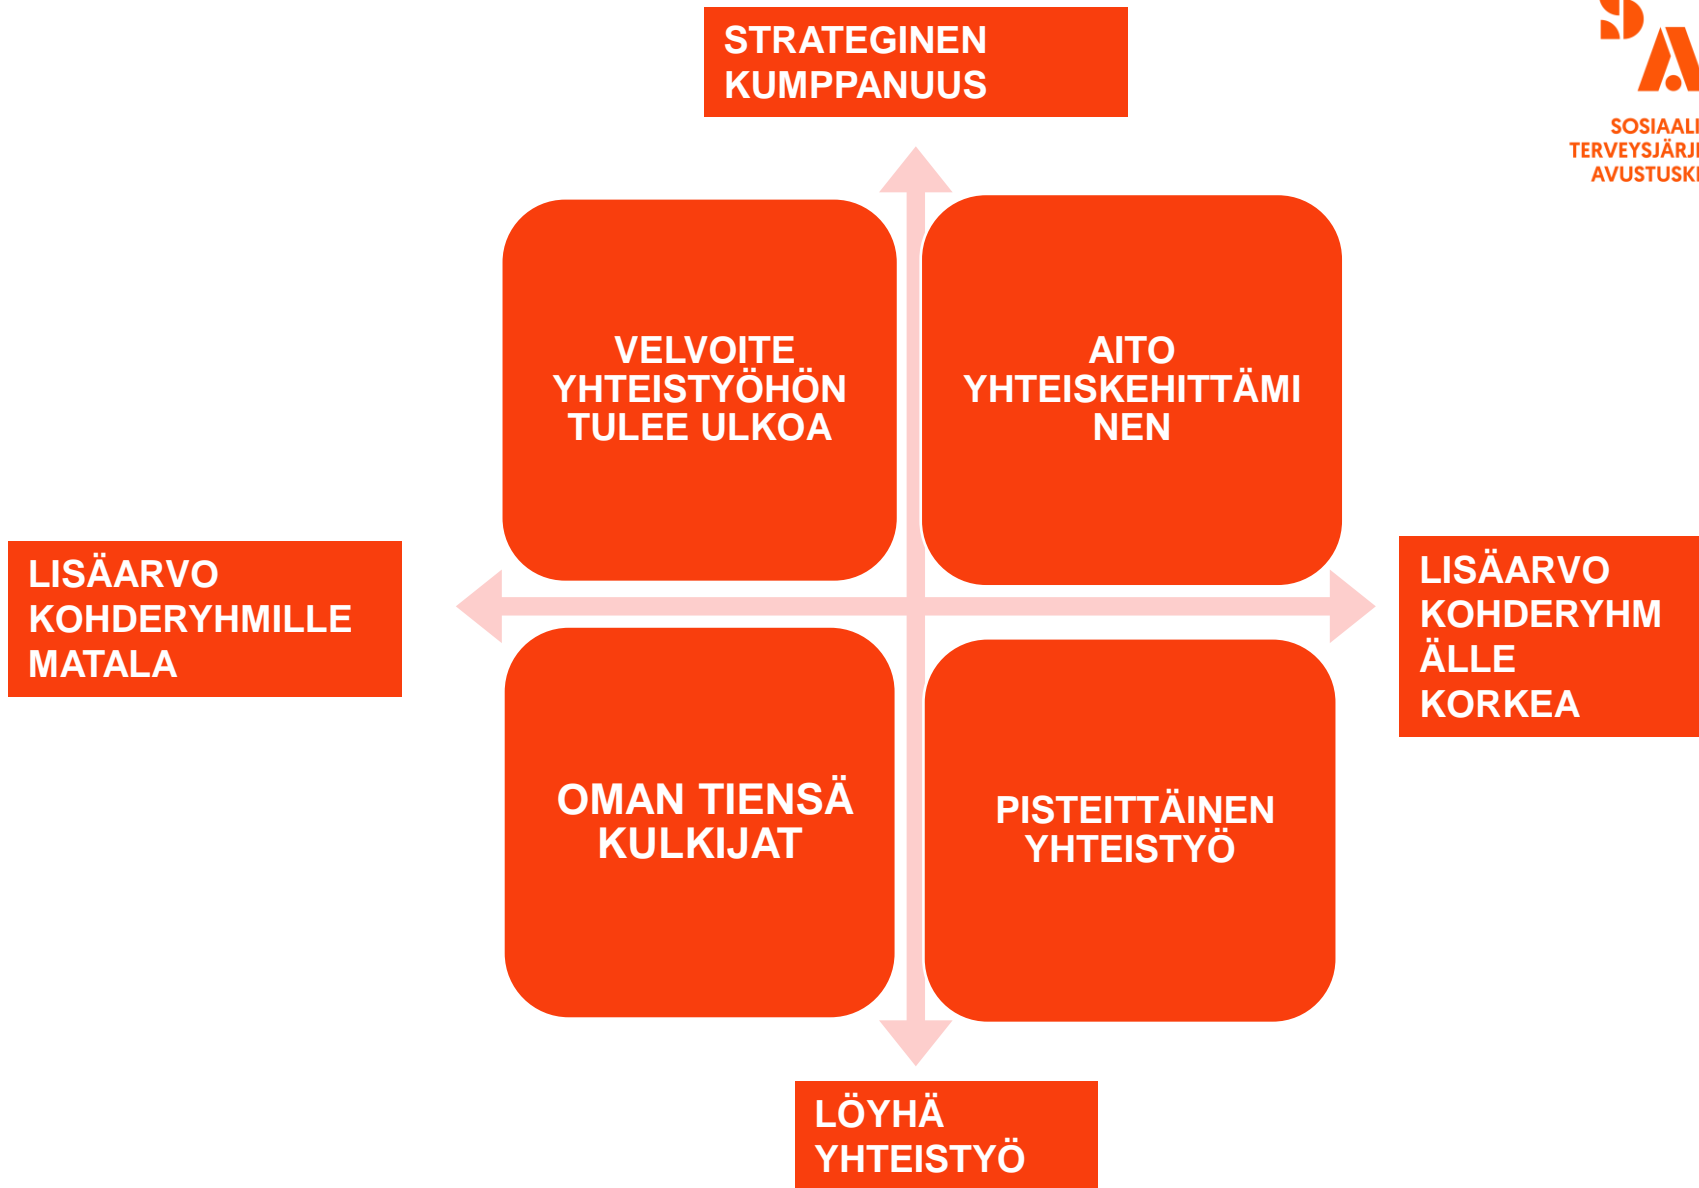 STRATEGINEN
KUMPPANUUS
SOSIAALI
TERVEYSJÄRJ
AVUSTUSK
VELVOITE
YHTEISTYÖHÖN
TULEE ULKOA
AITO
YHTEISKEHITTÄMI
NEN
LISÄARVO
KOHDERYHMILLE
MATALA
LISÄARVO
KOHDERYHM
ÄLLE
KORKEA
OMAN TIENSÄ
KULKIJAT
PISTEITTÄINEN
YHTEISTYÖ
LÖYHÄ
YHTEISTYÖ